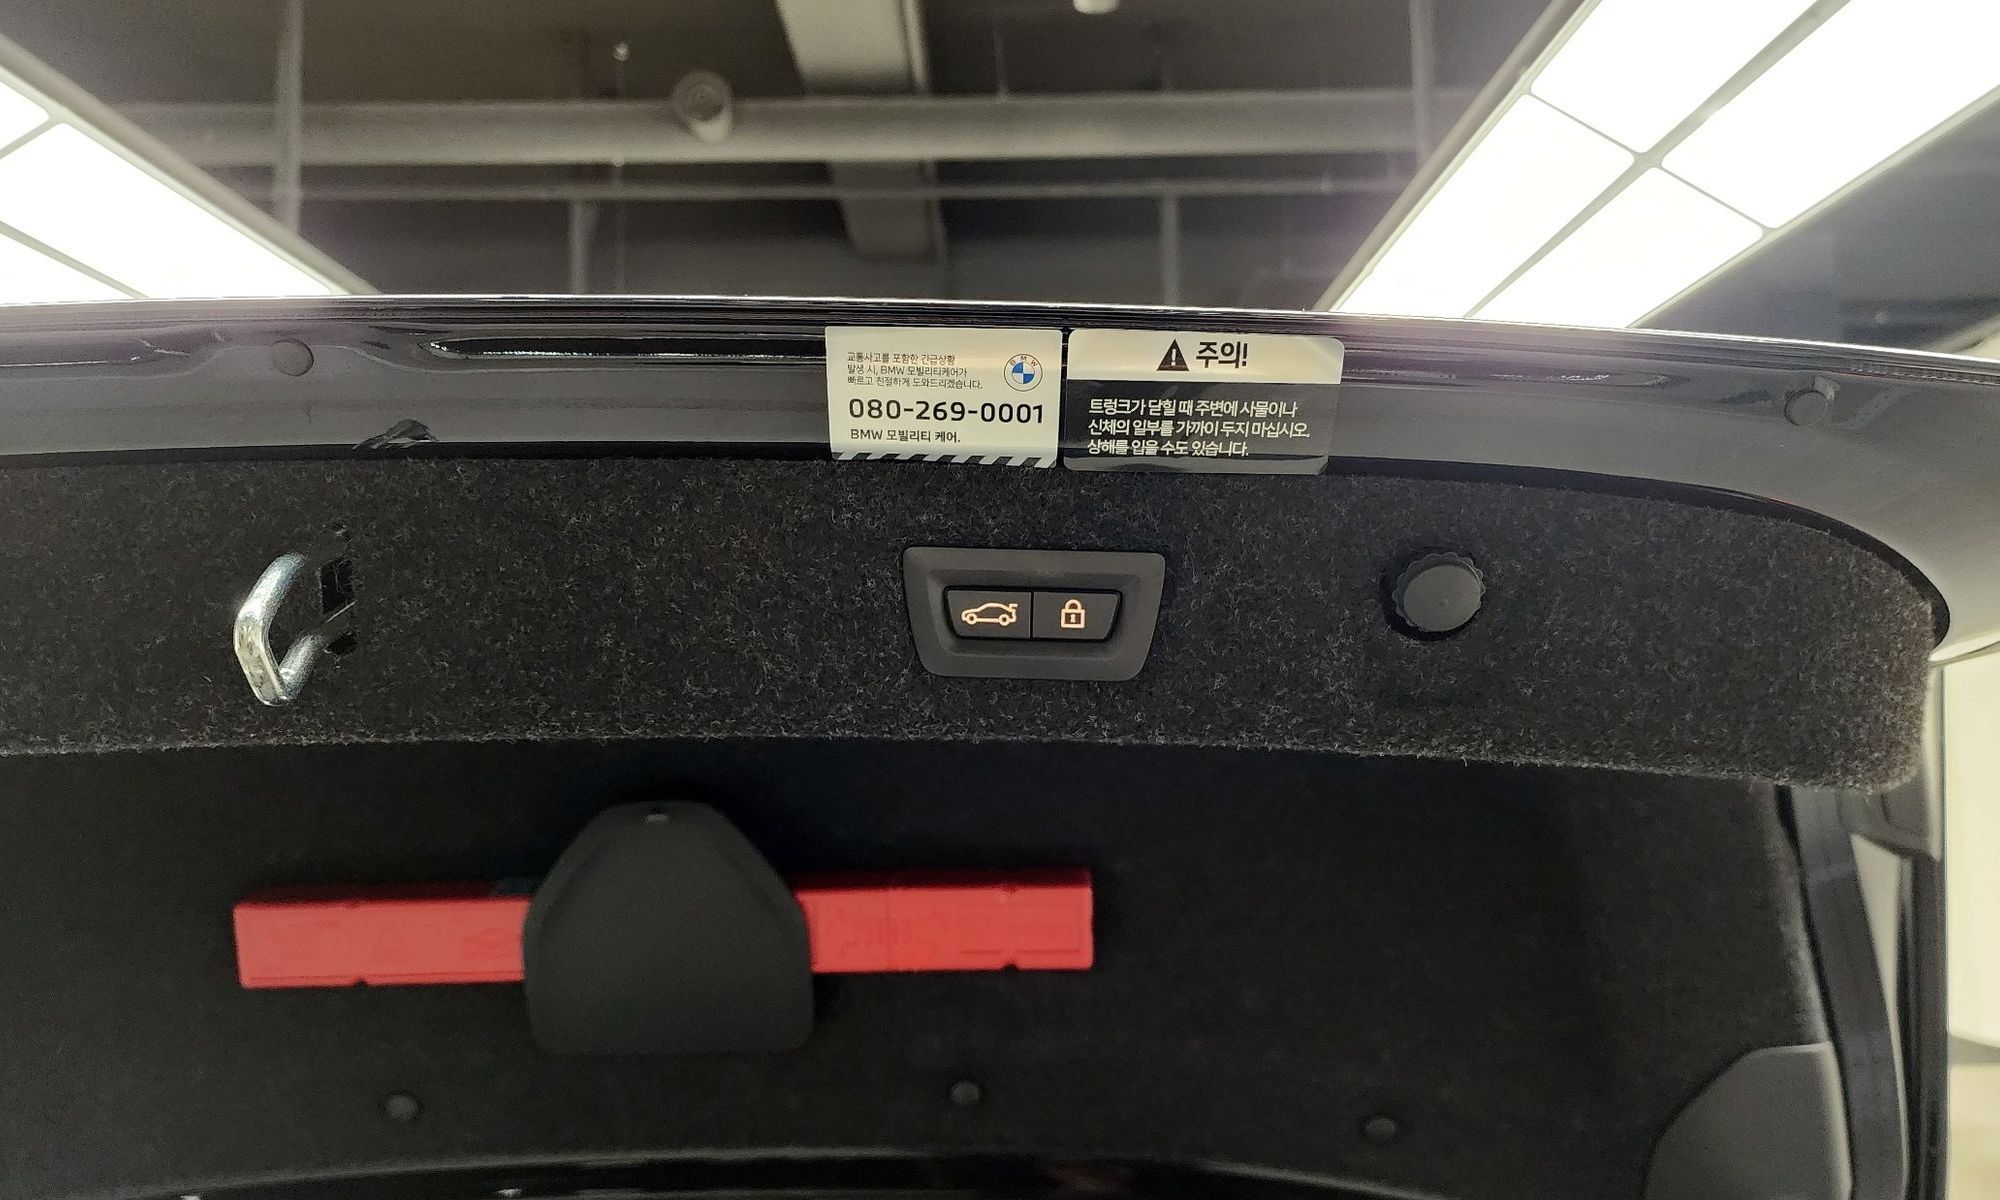 교통사고를 포함한 긴급상황
발생 시, BMW 모빌리티케어가
빠르고 친절하게 도와드리겠습니다.
BMW
080-269-0001
BMW 모빌리티 케어.
주의!
트렁크가 닫힐 때 주변에 사물이나
신체의 일부를 가까이 두지 마십시오.
상해를 입을 수도 있습니다.